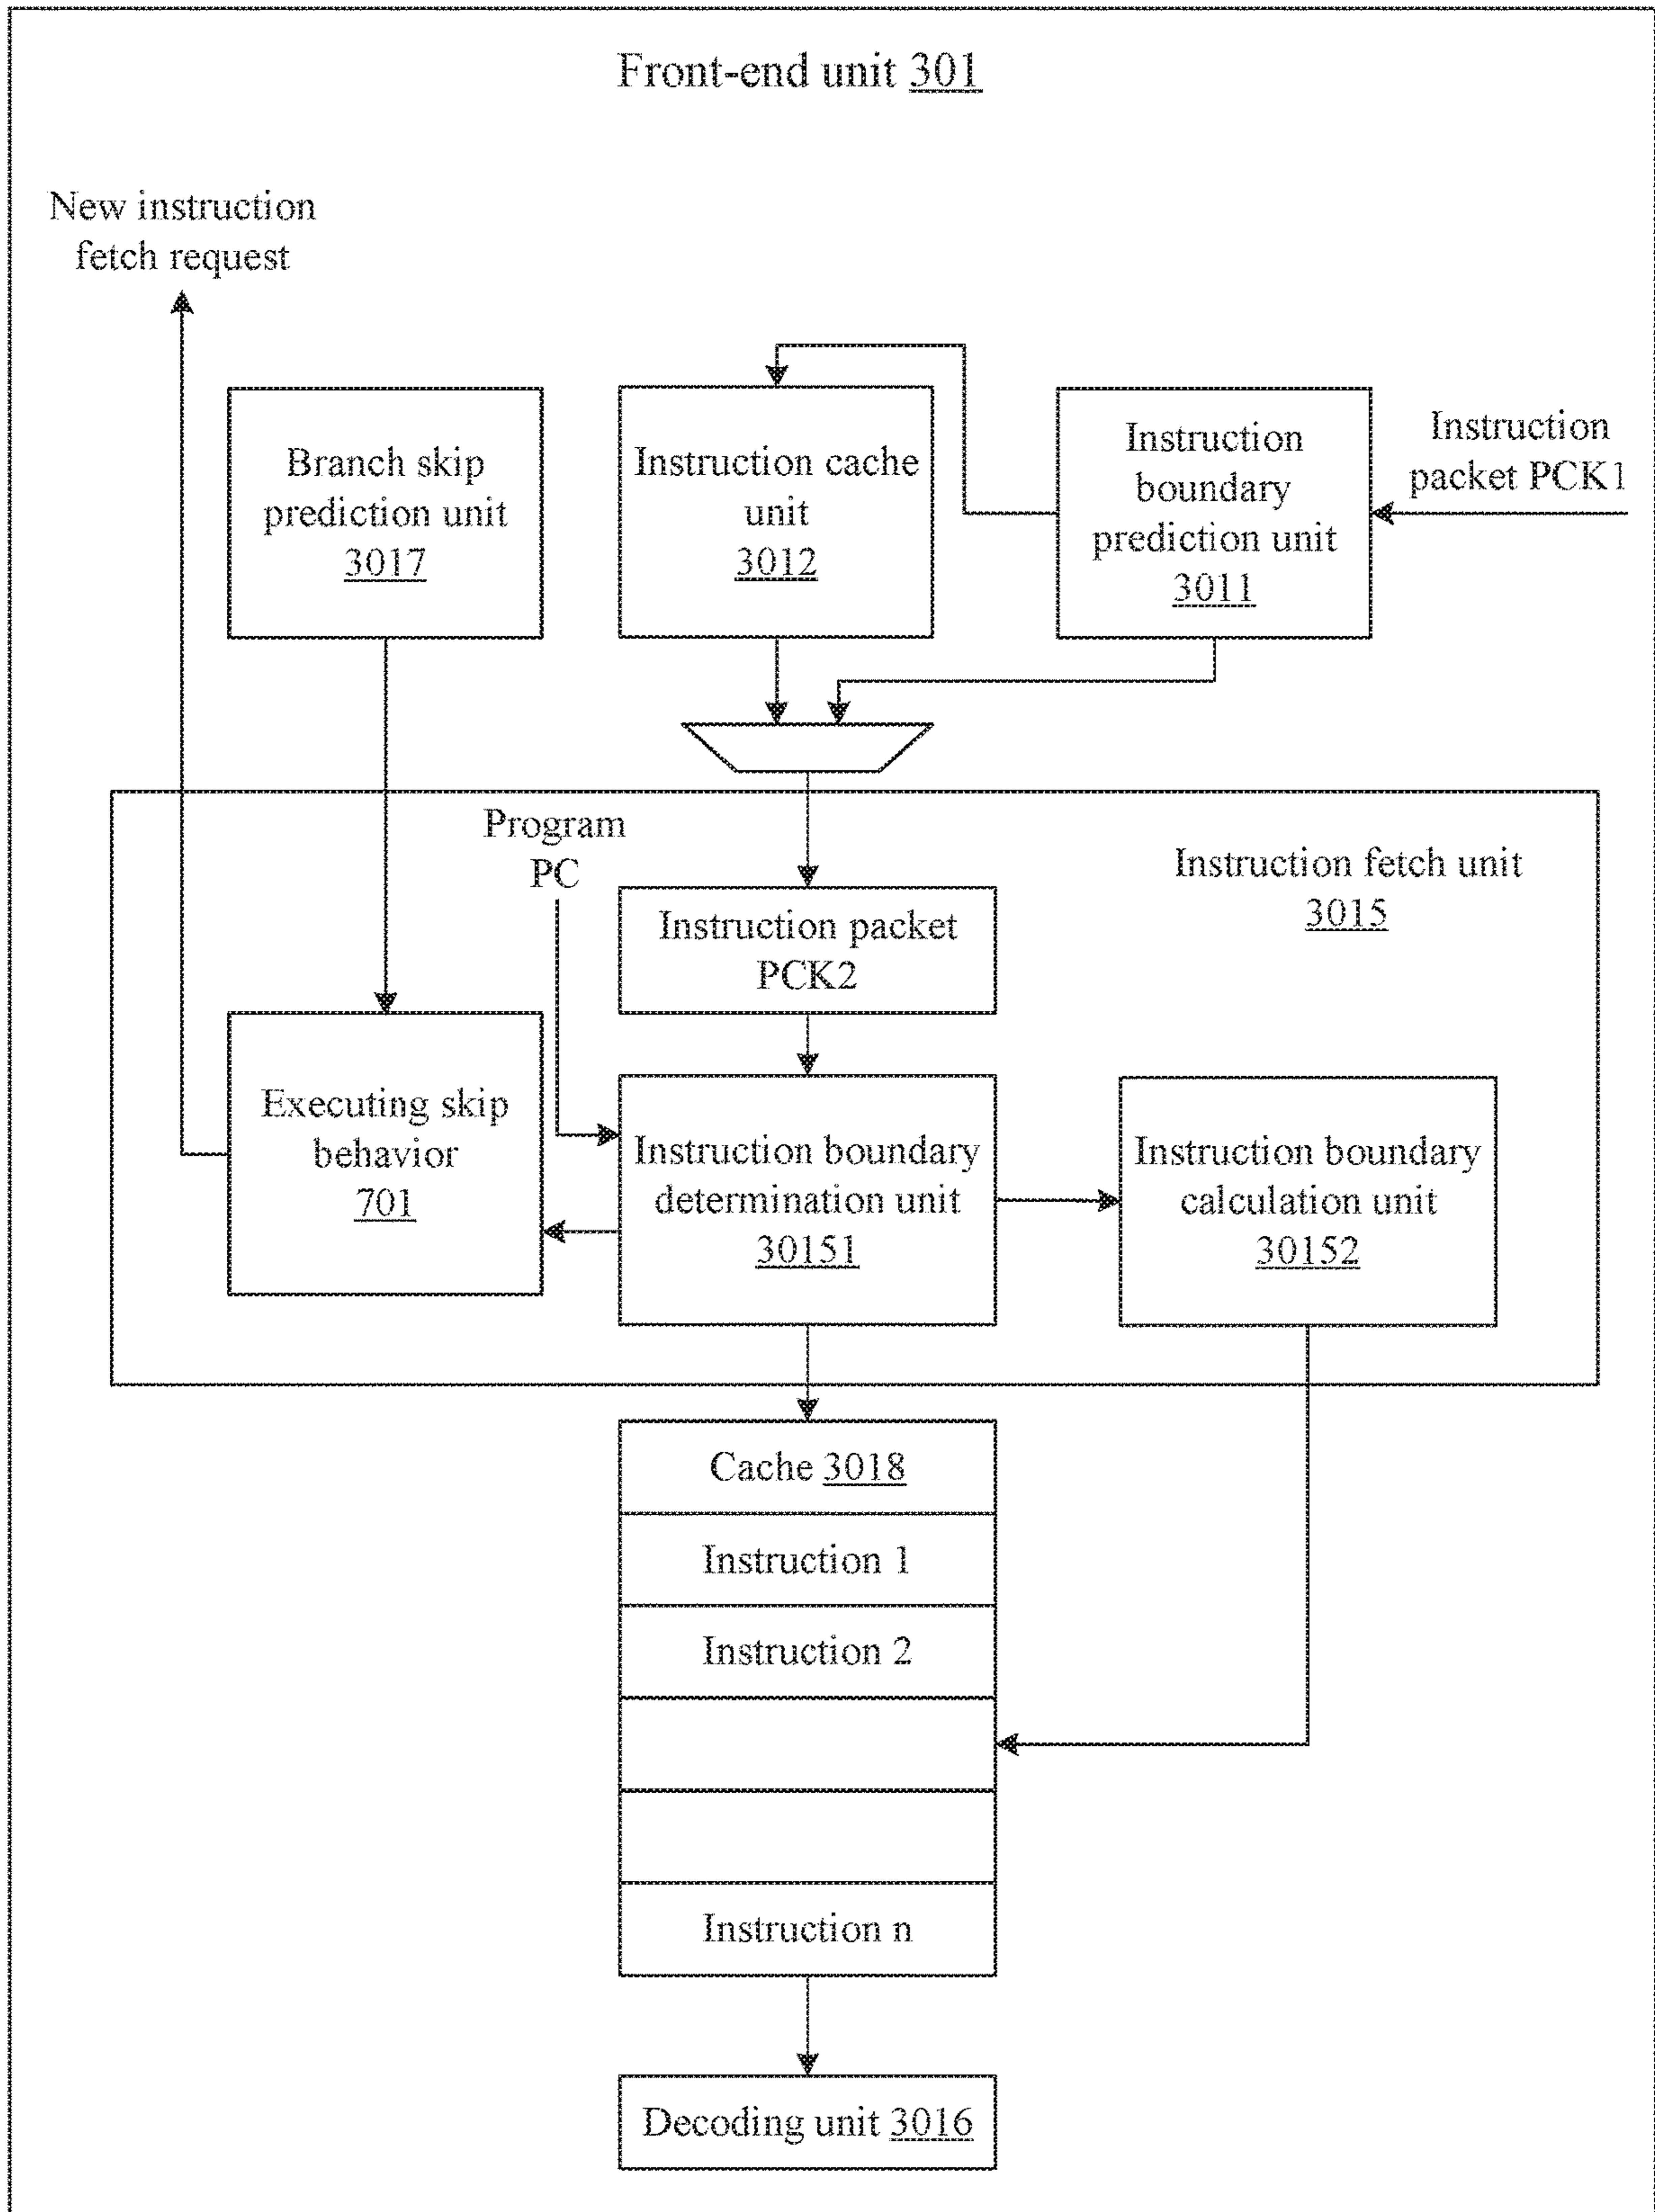 Front-end unit 301
New instruction
fetch request
Branch skip
prediction unit
3017
Instruction cache
unit
3012
Instruction
boundary
prediction unit
3011
Instruction
packet PCK1
Program
PC
Instruction packet
PCK2
Instruction fetch unit
3015
Executing skip
behavior
701
Instruction boundary
determination unit
30151
Instruction boundary
calculation unit
30152
Cache 3018
Instruction 1
Instruction 2
Instruction n
Decoding unit 3016